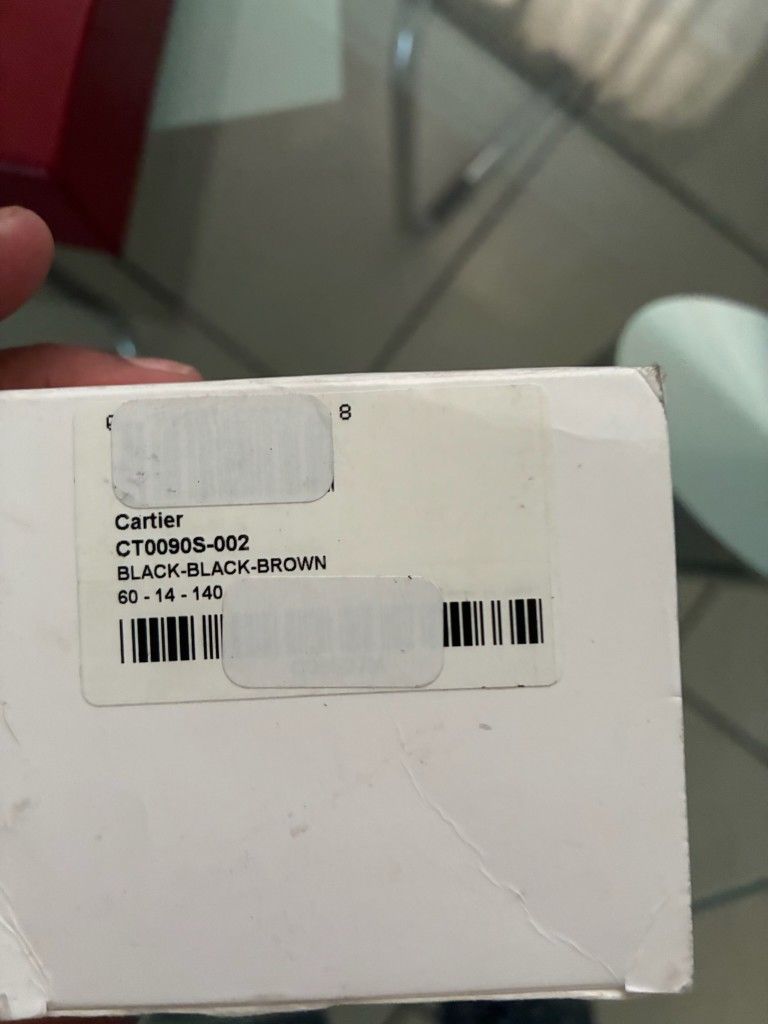 8
Cartier
CT0090S-002
BLACK-BLACK-BROWN
60 - 14 - 140